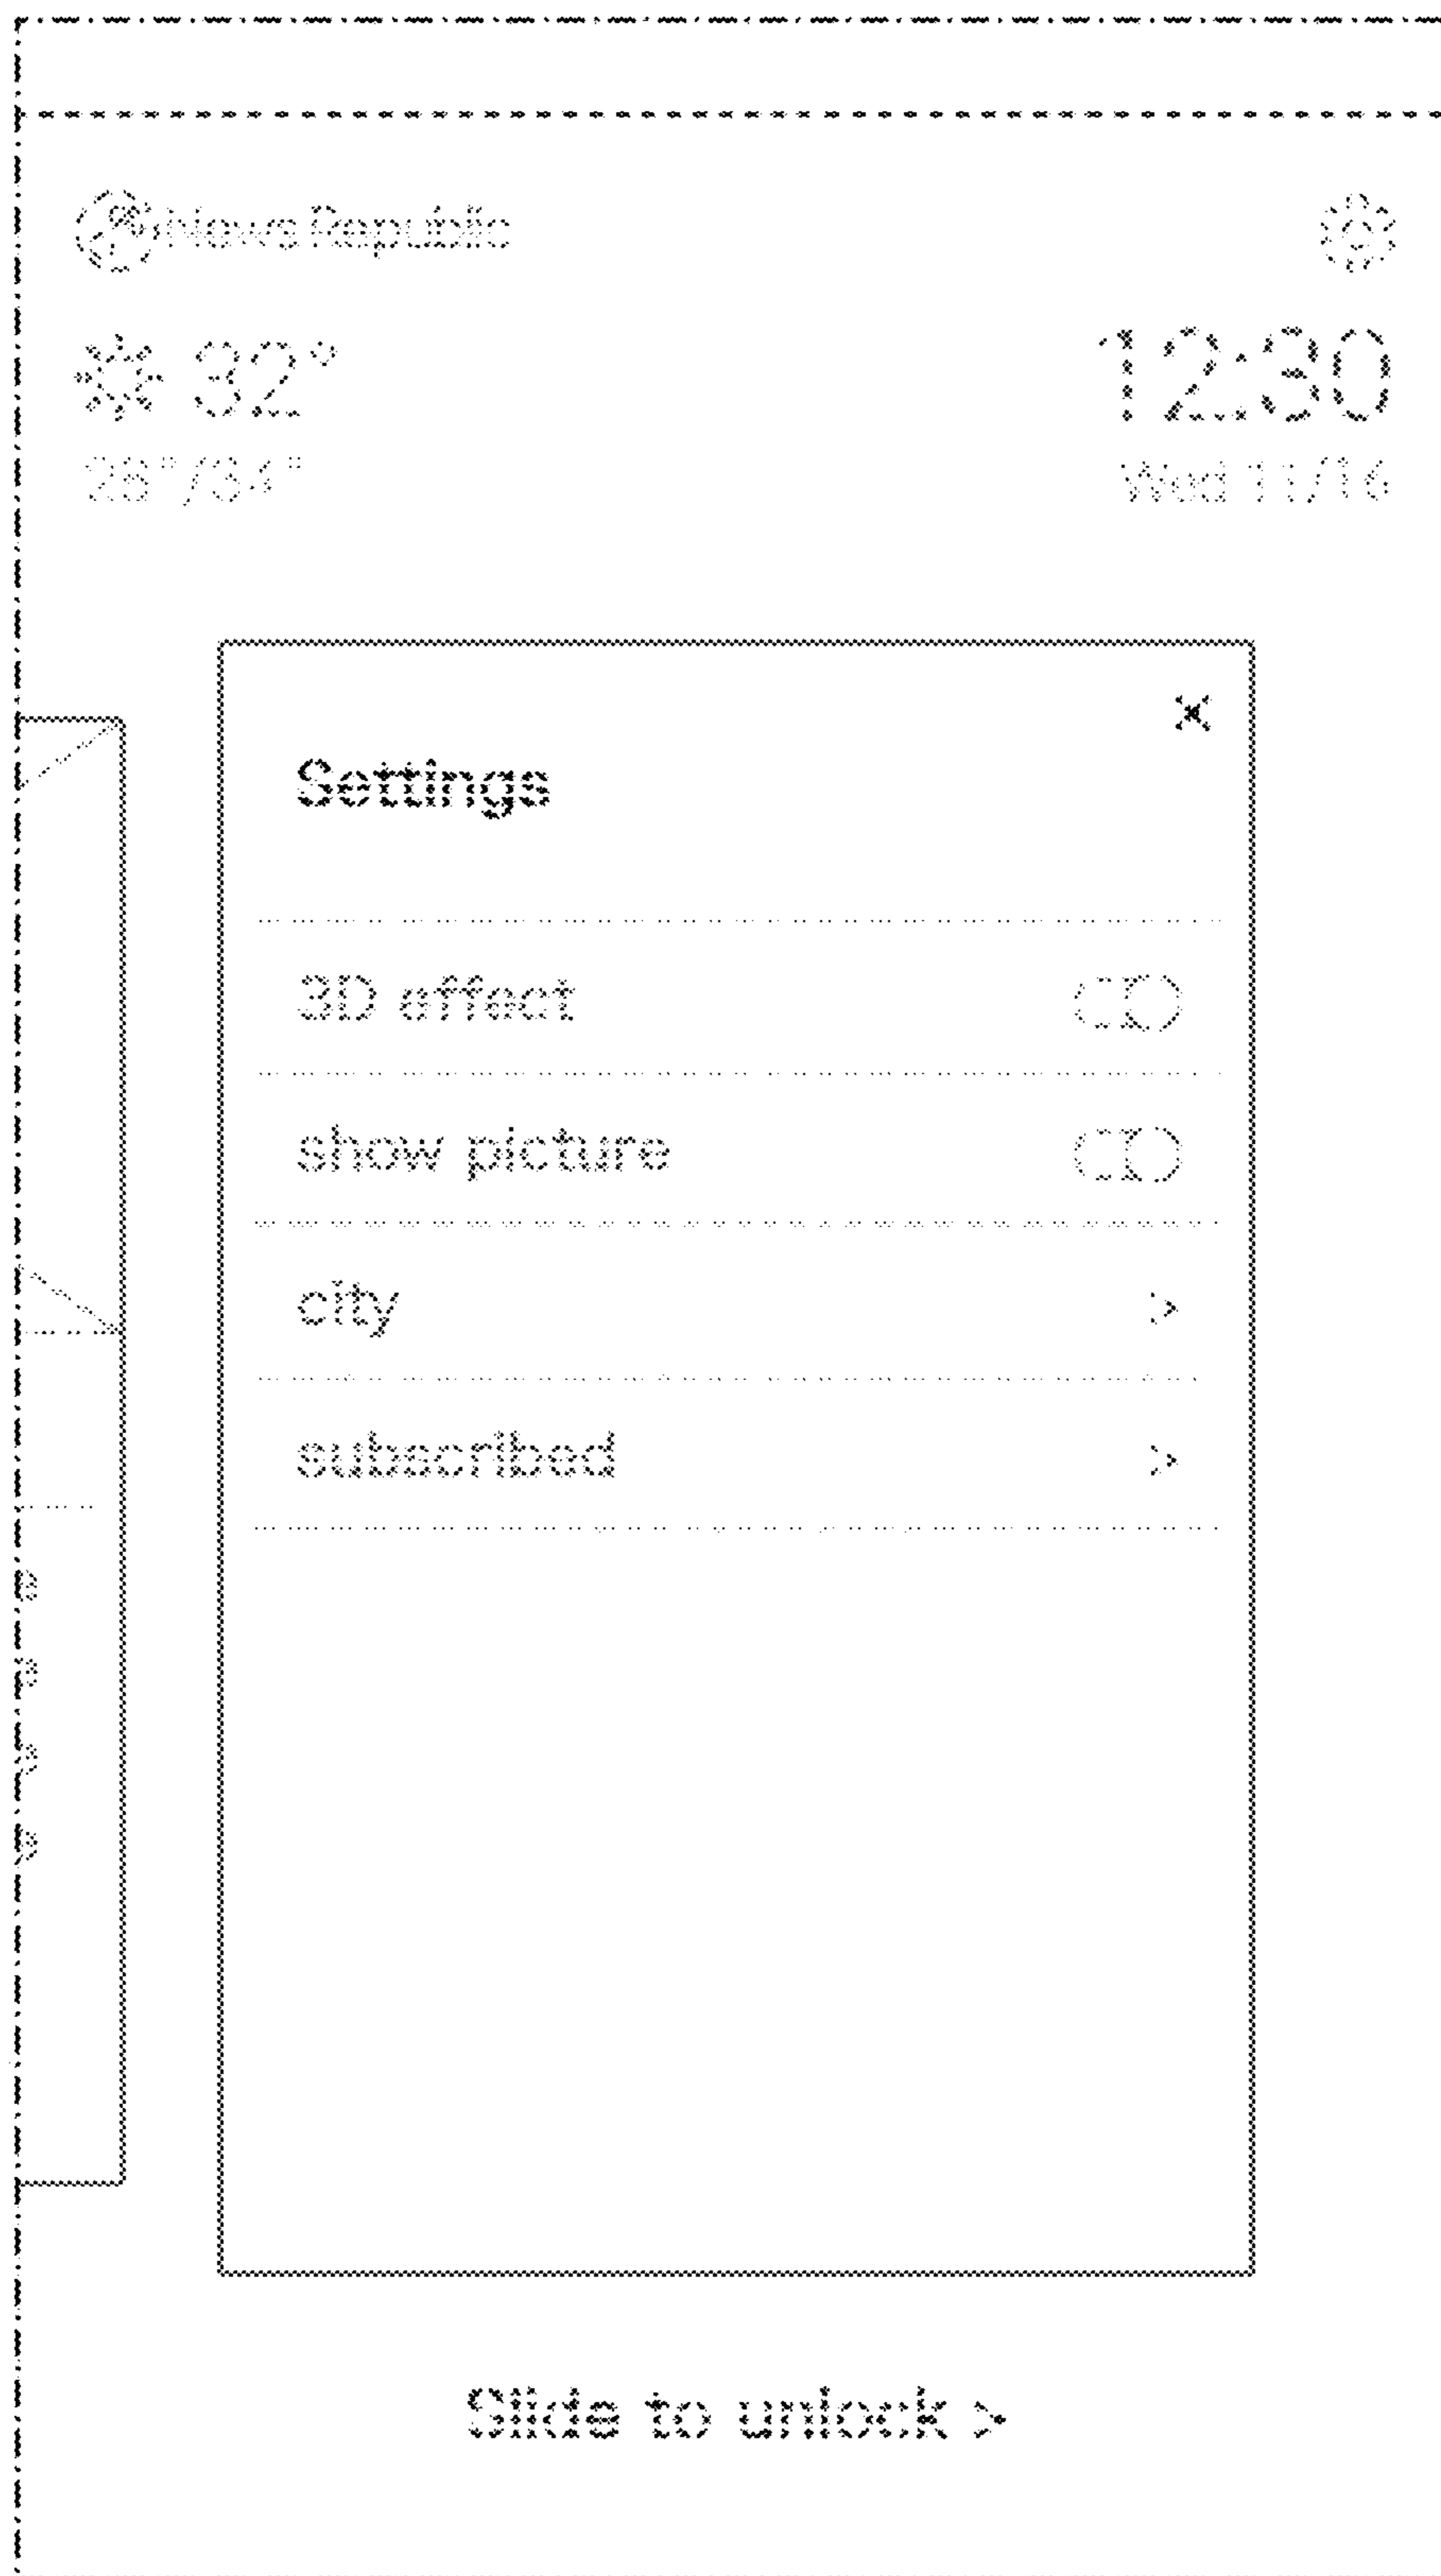 News Republic
32° 12:30
28°/34° Wed 11/16
×
Settings
3D effect
show picture
city >
subscribed >
Slide to unlock >